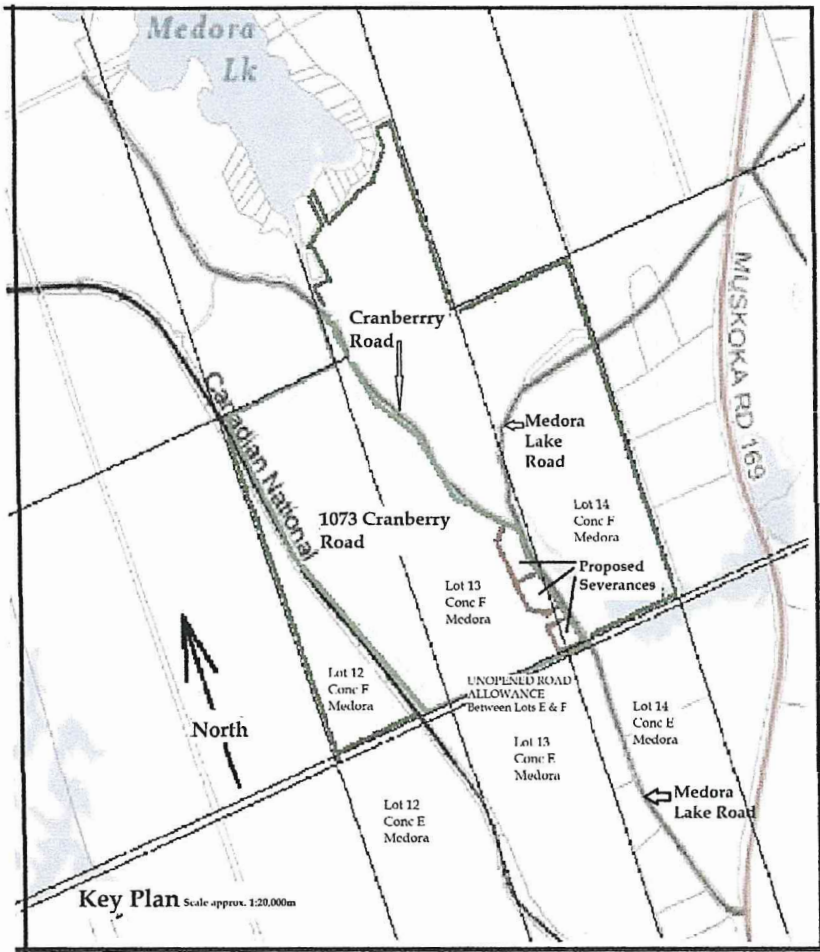 Medora
Lk
Cranberrry
Road
MUSKOKA RD 169
Medora
Lake
Road
Canadian National
1073 Cranberry
Road
Lot 14
Conc F
Medora
Proposed
Severances
Lot 13
Conc F
Medora
Lot 12
Conc F
Medora
UNOPENED ROAD
ALLOWANCE
Between Lots E & F
North
Lot 14
Conc E
Medora
Lot 13
Conc E
Medora
Medora
Lake Road
Lot 12
Conc E
Medora
Key Plan Scale approx. 1:20,000m